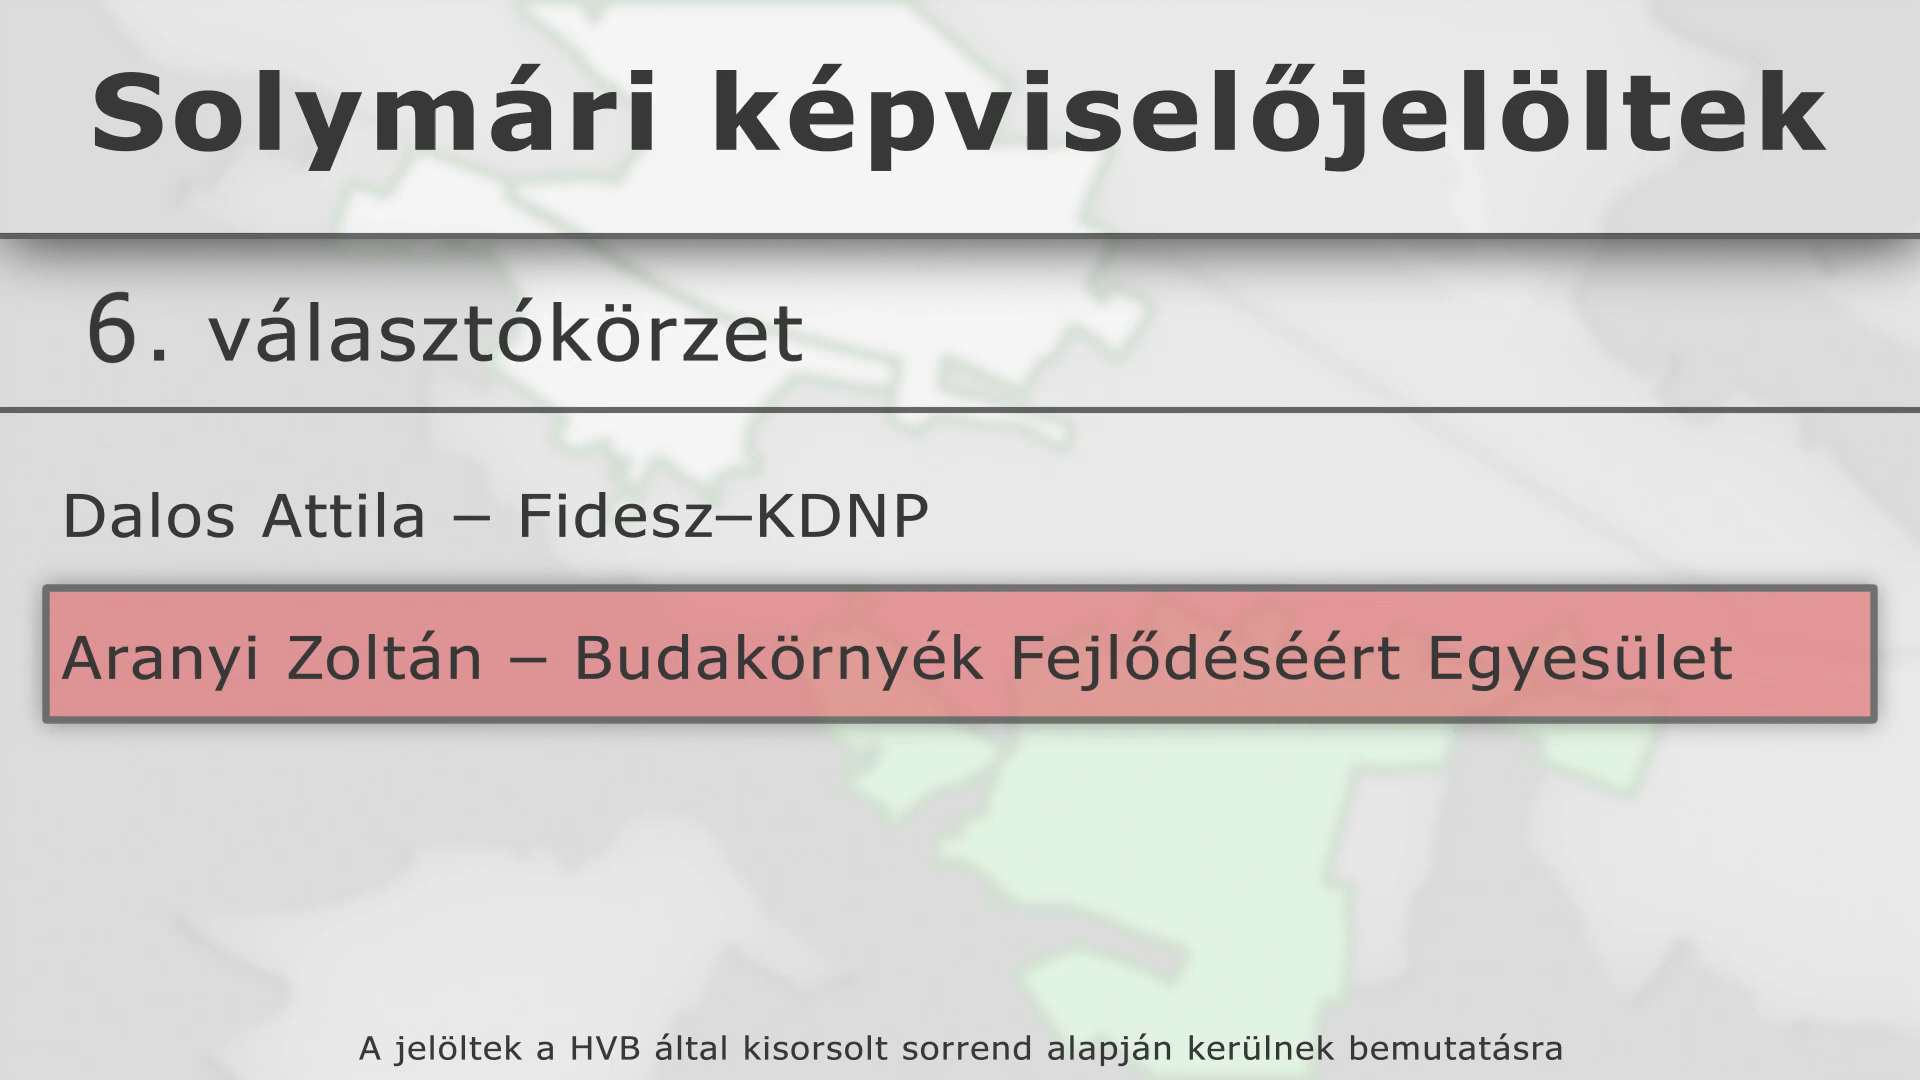 Solymári képviselőjelöltek
6. választókörzet
Dalos Attila – Fidesz–KDNP
Aranyi Zoltán – Budakörnyék Fejlődéséért Egyesület
A jelöltek a HVB által kisorsolt sorrend alapján kerülnek bemutatásra